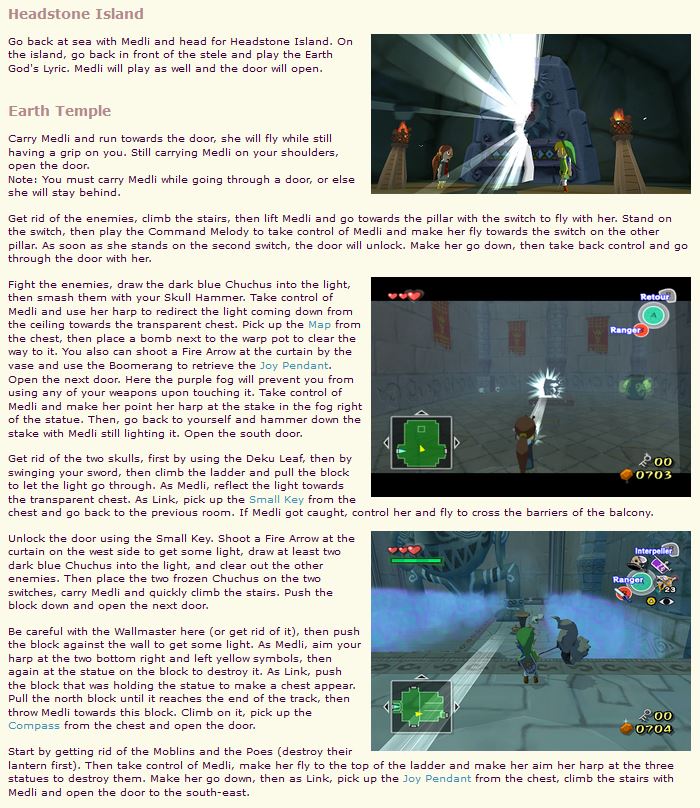 Headstone Island
Go back at sea with Medli and head for Headstone Island. On
the island, go back in front of the stele and play the Earth
God's Lyric. Medli will play as well and the door will open.
Earth Temple
Carry Medli and run towards the door, she will fly while still
having a grip on you. Still carrying Medli on your shoulders,
open the door.
Note: You must carry Medli while going through a door, or else
she will stay behind.
Get rid of the enemies, climb the stairs, then lift Medli and go towards the pillar with the switch to fly with her. Stand on
the switch, then play the Command Melody to take control of Medli and make her fly towards the switch on the other
pillar. As soon as she stands on the second switch, the door will unlock. Make her go down, then take back control and go
through the door with her.
Fight the enemies, draw the dark blue Chuchus into the light,
then smash them with your Skull Hammer. Take control of
Medli and use her harp to redirect the light coming down from
the ceiling towards the transparent chest. Pick up the Map from
the chest, then place a bomb next to the warp pot to clear the
way to it. You also can shoot a Fire Arrow at the curtain by the
vase and use the Boomerang to retrieve the Joy Pendant.
Open the next door. Here the purple fog will prevent you from
using any of your weapons upon touching it. Take control of
Medli and make her point her harp at the stake in the fog right
of the statue. Then, go back to yourself and hammer down the
stake with Medli still lighting it. Open the south door.
Retour
A
Ranger
00
0703
Get rid of the two skulls, first by using the Deku Leaf, then by
swinging your sword, then climb the ladder and pull the block
to let the light go through. As Medli, reflect the light towards
the transparent chest. As Link, pick up the Small Key from the
chest and go back to the previous room. If Medli got caught, control her and fly to cross the barriers of the balcony.
Unlock the door using the Small Key. Shoot a Fire Arrow at the
curtain on the west side to get some light, draw at least two
dark blue Chuchus into the light, and clear out the other
enemies. Then place the two frozen Chuchus on the two
switches, carry Medli and quickly climb the stairs. Push the
block down and open the next door.
Interpeller
Ranger
23
00
0704
Be careful with the Wallmaster here (or get rid of it), then push
the block against the wall to get some light. As Medli, aim your
harp at the two bottom right and left yellow symbols, then
again at the statue on the block to destroy it. As Link, push
the block that was holding the statue to make a chest appear.
Pull the north block until it reaches the end of the track, then
throw Medli towards this block. Climb on it, pick up the
Compass from the chest and open the door.
Start by getting rid of the Moblins and the Poes (destroy their
lantern first). Then take control of Medli, make her fly to the top of the ladder and make her aim her harp at the three
statues to destroy them. Make her go down, then as Link, pick up the Joy Pendant from the chest, climb the stairs with
Medli and open the door to the south-east.